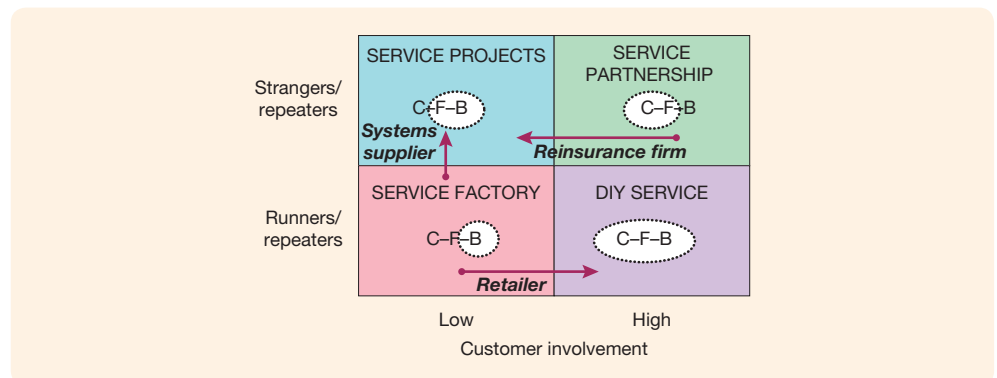 SERVICE PROJECTS
SERVICE
PARTNERSHIP
Strangers/
repeaters
C–F–B
C–F–B
Systems
supplier
Reinsurance firm
SERVICE FACTORY
DIY SERVICE
Runners/
repeaters
C–F–B
C–F–B
Retailer
Low
High
Customer involvement